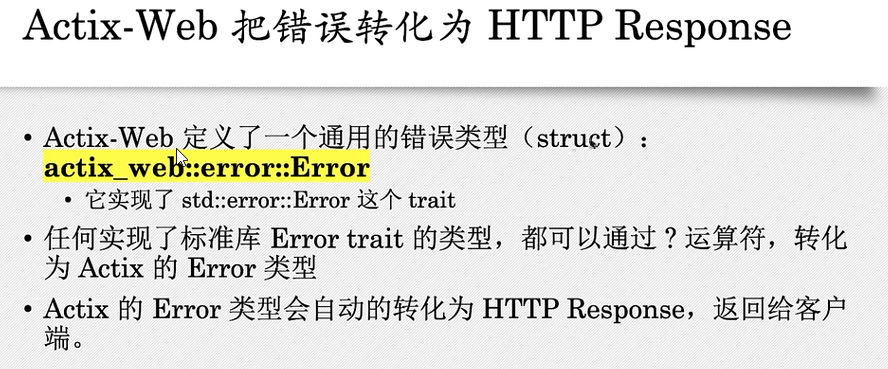 Actix-Web 把错误转化为 HTTP Response
• Actix-Web 定义了一个通用的错误类型（struct）：
actix_web::error::Error
• 它实现了 std::error::Error 这个 trait
• 任何实现了标准库 Error trait 的类型，都可以通过 ? 运算符，转化
为 Actix 的 Error 类型
• Actix 的 Error 类型会自动的转化为 HTTP Response，返回给客户
端。